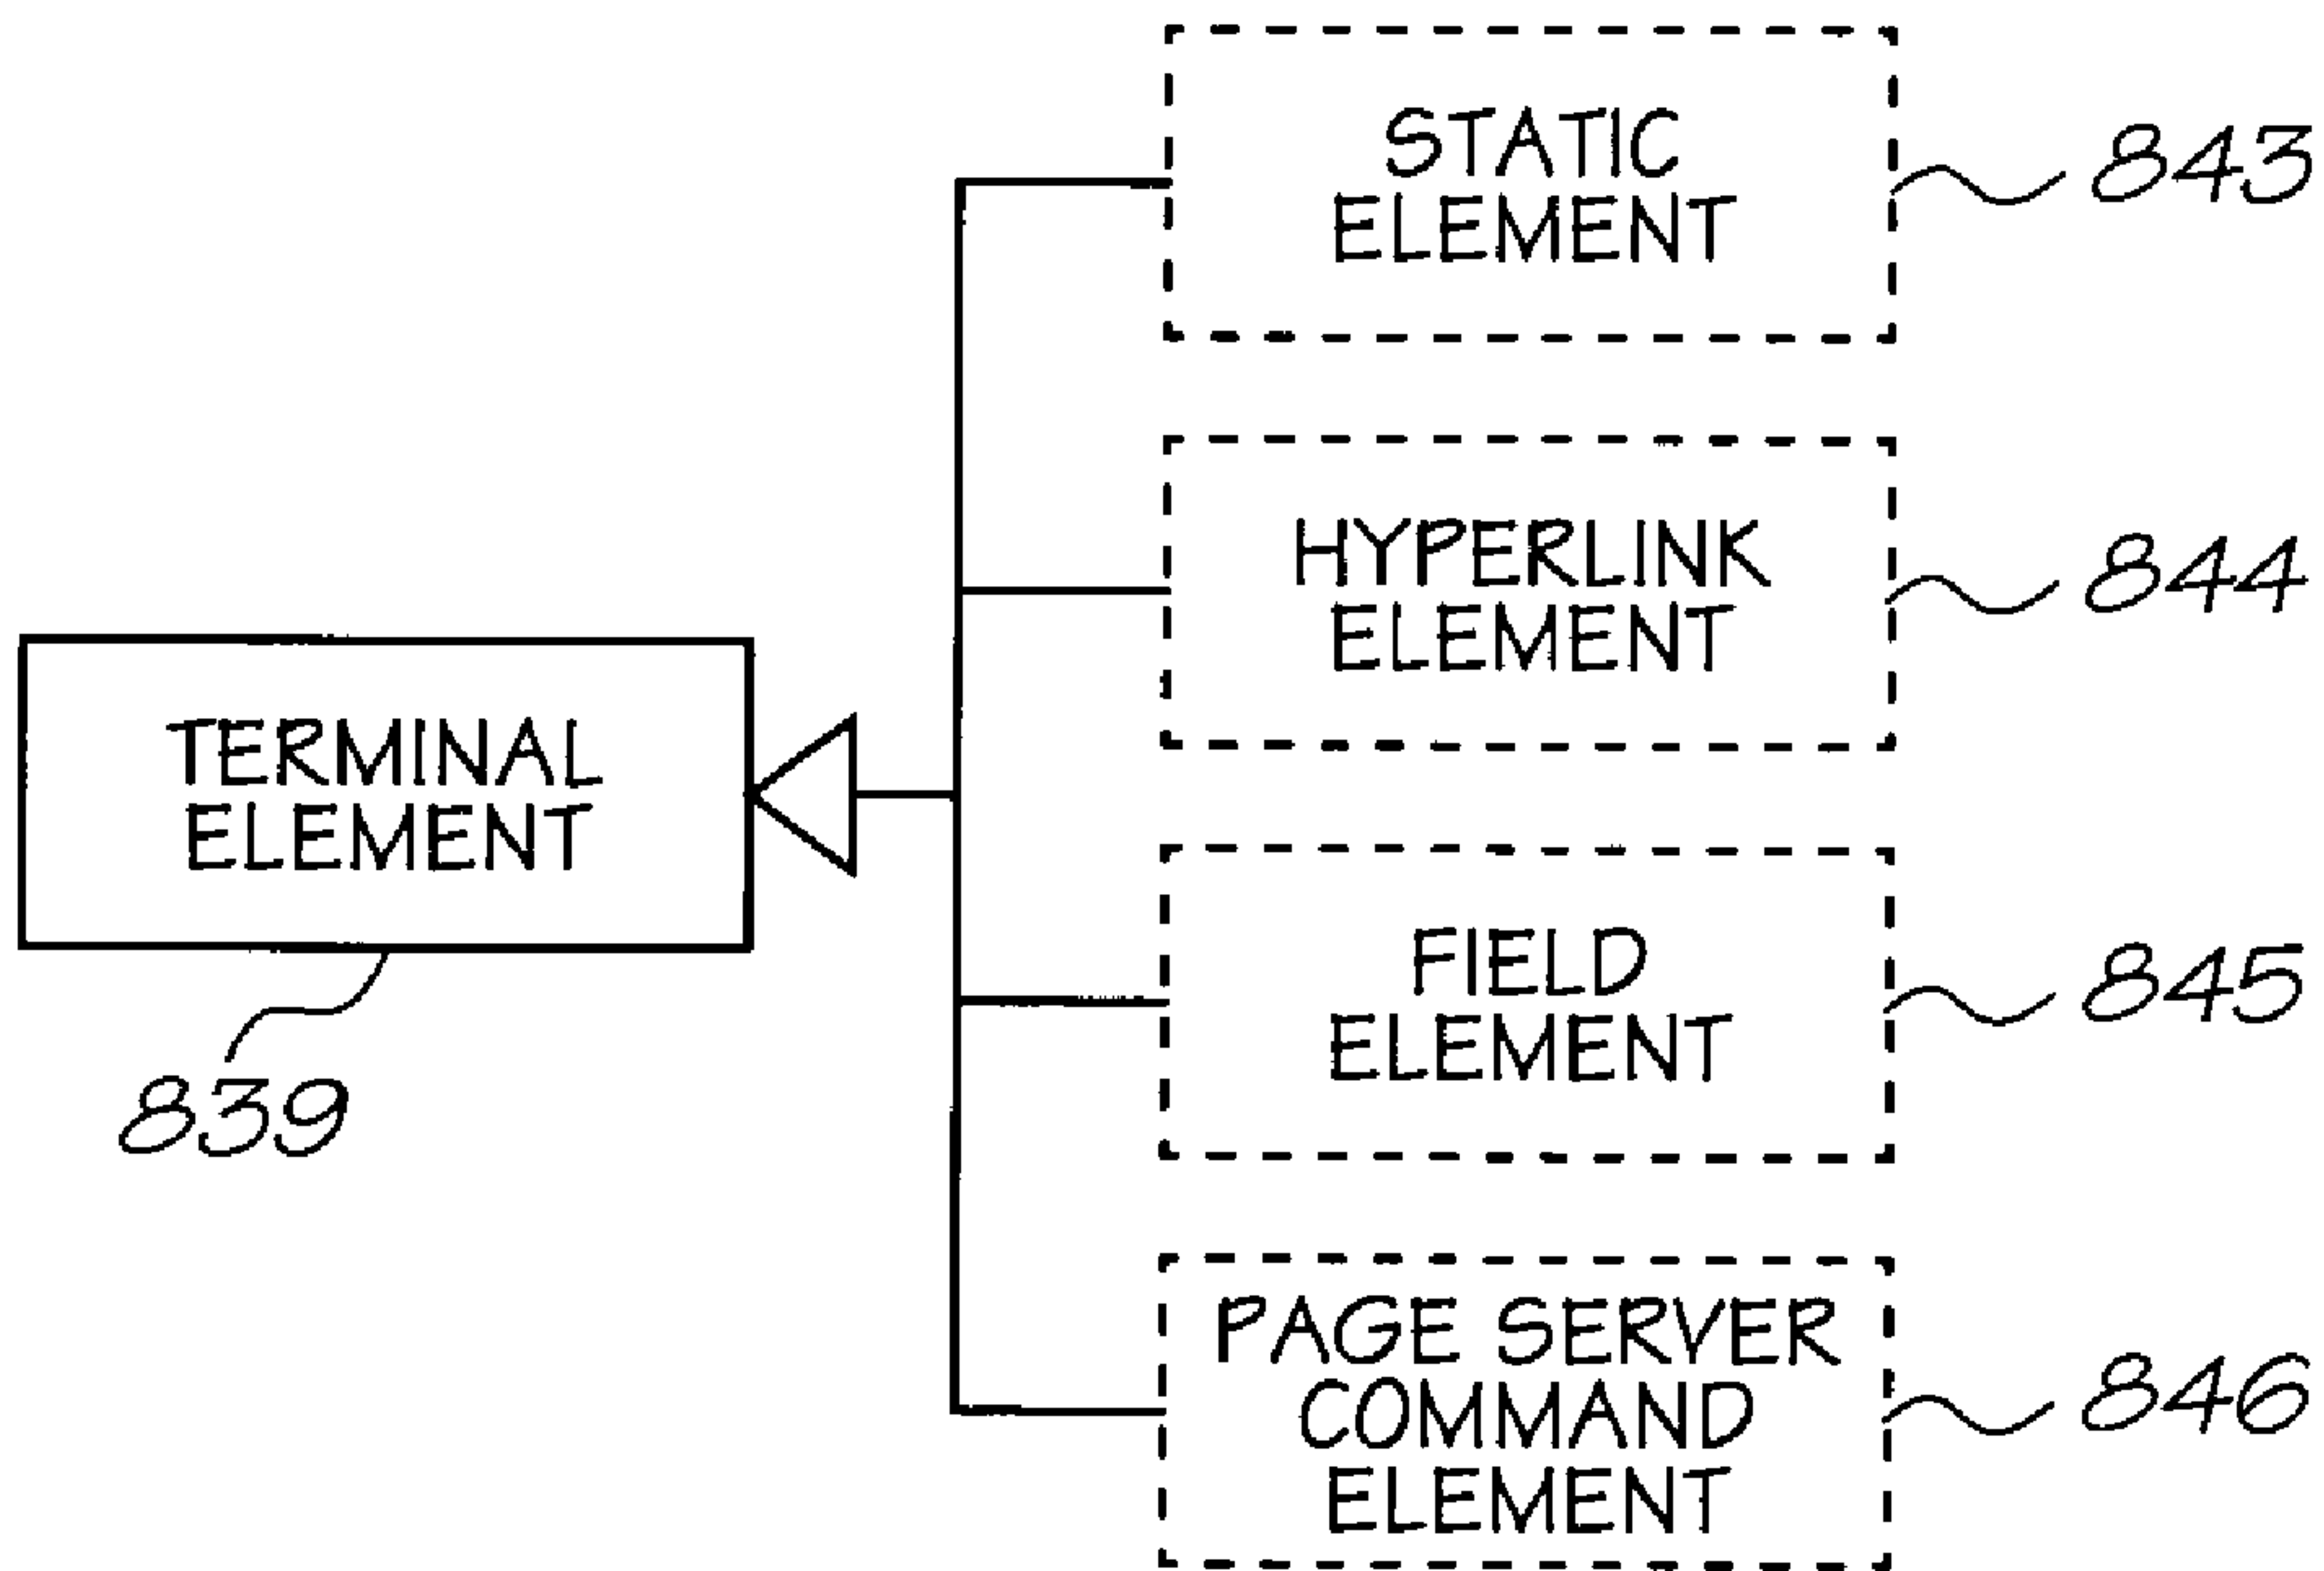 STATIC
ELEMENT
843
HYPERLINK
ELEMENT
844
TERMINAL
ELEMENT
839
FIELD
ELEMENT
845
PAGE SERVER
COMMAND
ELEMENT
846